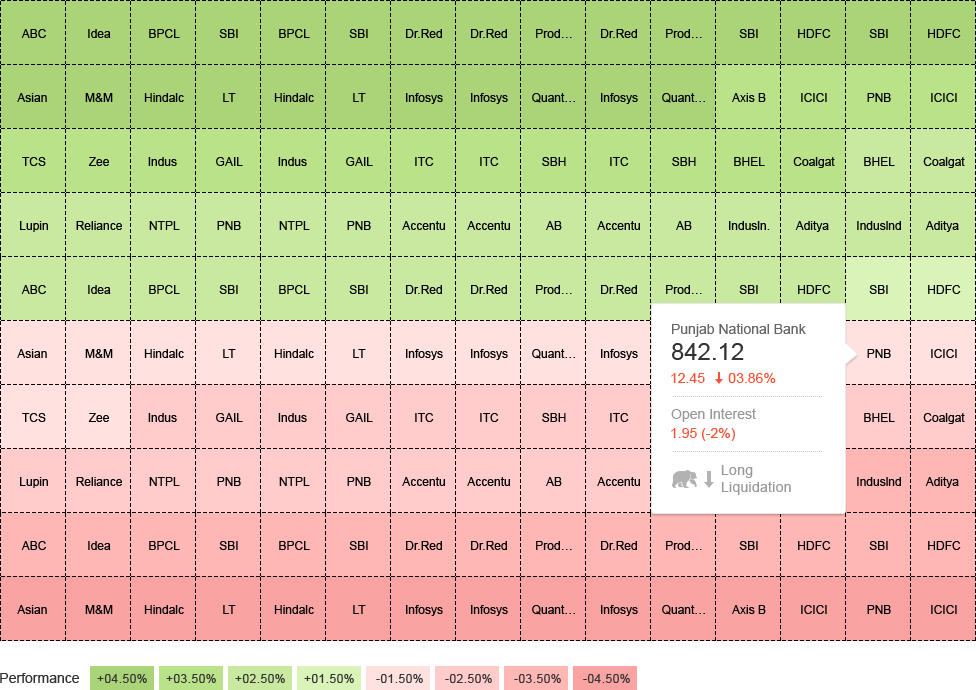 ABC Idea BPCL SBI BPCL SBI Dr.Red Dr.Red Prod... Dr.Red Prod... SBI HDFC SBI HDFC
Asian M&M Hindalc LT Hindalc LT Infosys Infosys Quant... Infosys Quant... Axis B ICICI PNB ICICI
TCS Zee Indus GAIL Indus GAIL ITC ITC SBH ITC SBH BHEL Coalgat BHEL Coalgat
Lupin Reliance NTPL PNB NTPL PNB Accentu Accentu AB Accentu AB IndusIn. Aditya IndusInd Aditya
ABC Idea BPCL SBI BPCL SBI Dr.Red Dr.Red Prod... Dr.Red Prod... SBI HDFC SBI HDFC
Asian M&M Hindalc LT Hindalc LT Infosys Infosys Quant... Infosys PNB ICICI
TCS Zee Indus GAIL Indus GAIL ITC ITC SBH ITC BHEL Coalgat
Lupin Reliance NTPL PNB NTPL PNB Accentu Accentu AB Accentu IndusInd Aditya
Punjab National Bank
842.12
12.45 03.86%
Open Interest
1.95 (-2%)
Long
Liquidation
ABC Idea BPCL SBI BPCL SBI Dr.Red Dr.Red Prod... Dr.Red Prod... SBI HDFC SBI HDFC
Asian M&M Hindalc LT Hindalc LT Infosys Infosys Quant... Infosys Quant... Axis B ICICI PNB ICICI
Performance +04.50% +03.50% +02.50% +01.50% -01.50% -02.50% -03.50% -04.50%